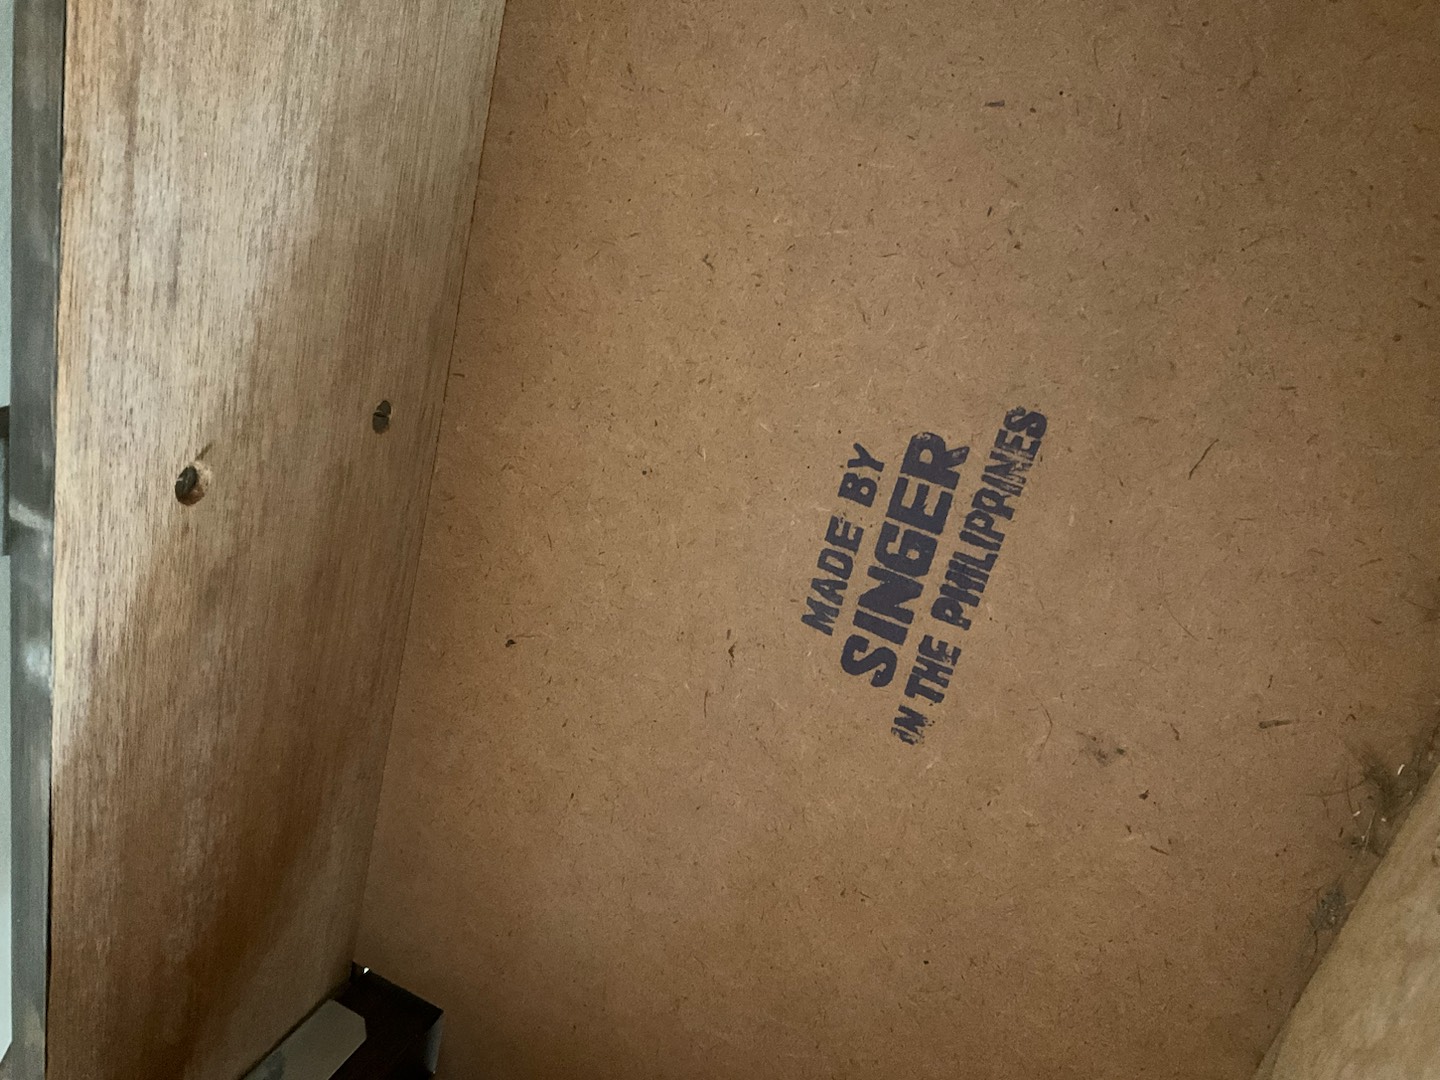 MADE BY
SINGER
IN THE PHILIPPINES